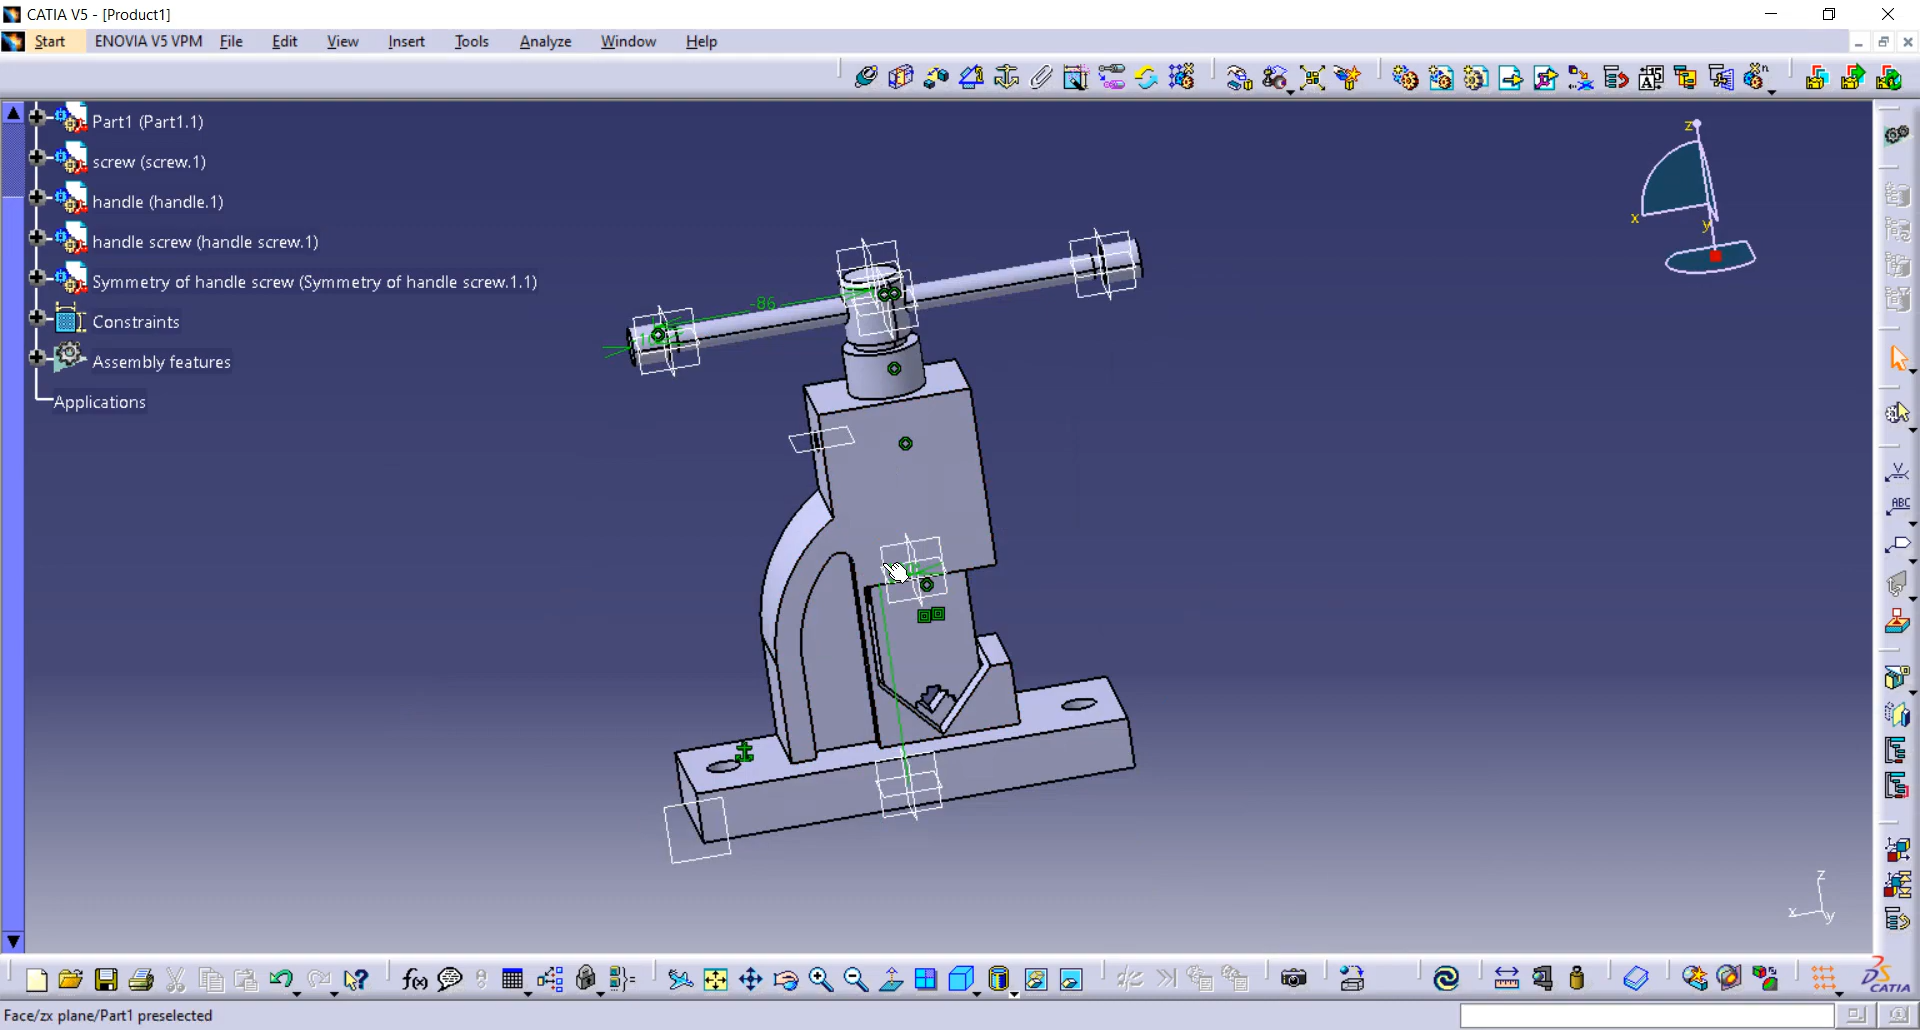 CATIA V5 - [Product1]
Start ENOVIA V5 VPM File Edit View Insert Tools Analyze Window Help
Part1 (Part1.1)
screw (screw.1)
handle (handle.1)
handle screw (handle screw.1)
Symmetry of handle screw (Symmetry of handle screw.1.1)
Constraints
Assembly features
Applications
-86
z
x
y
ABC
z
x
y
f(x)
CATIA
Face/zx plane/Part1 preselected